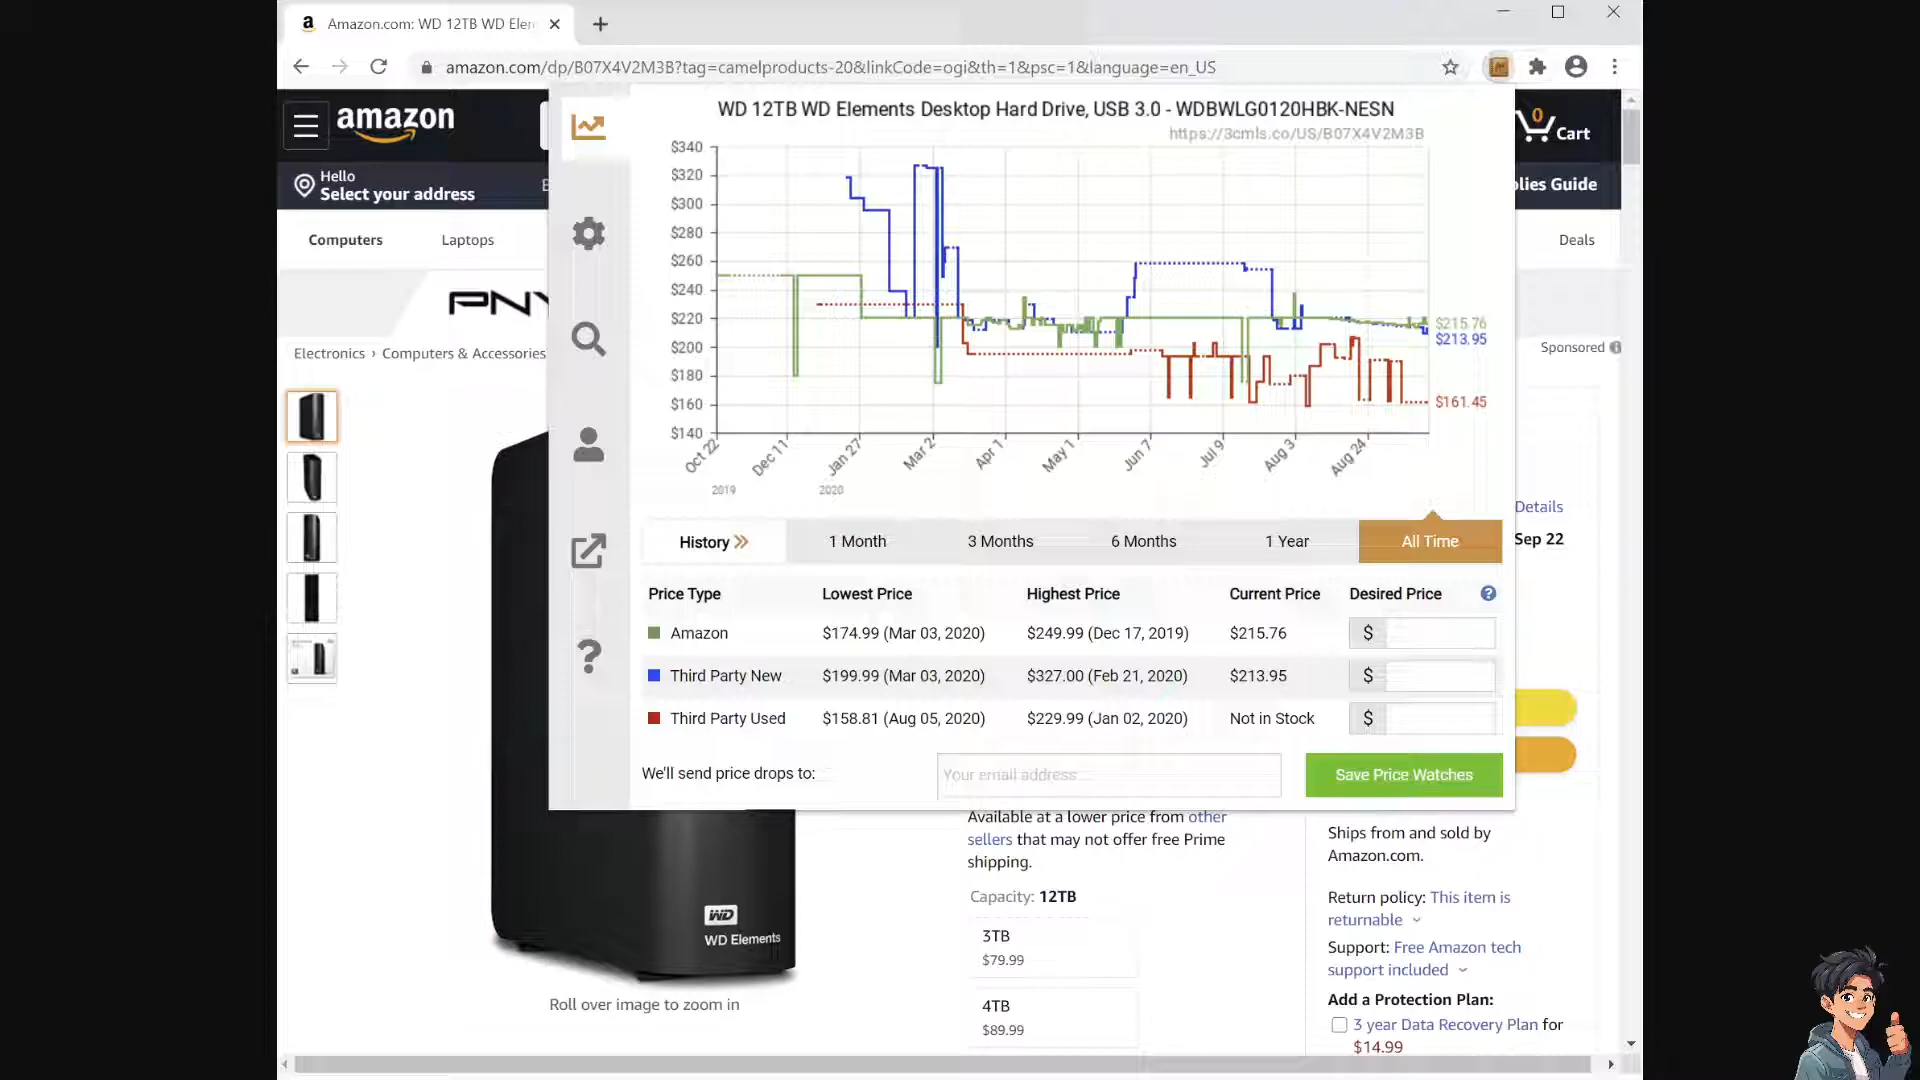 Amazon.com: WD 12TB WD Elem
amazon.com/dp/B07X4V2M3B?tag=camelproducts-20&linkCode=ogi&th=1&psc=1&language=en_US
amazon
0
Cart
Hello
Select your address
plies Guide
Computers
Laptops
Deals
PNY
Electronics › Computers & Accessories
Sponsored
WD 12TB WD Elements Desktop Hard Drive, USB 3.0 - WDBWLG0120HBK-NESN
https://3cmls.co/US/B07X4V2M3B
$340
$320
$300
$280
$260
$240
$220
$200
$180
$160
$140
$215.76
$213.95
$161.45
Oct 22
Dec 11
Jan 27
Mar 2
Apr 1
May 1
Jun 7
Jul 9
Aug 3
Aug 24
2019
2020
Details
Sep 22
History
1 Month
3 Months
6 Months
1 Year
All Time
Price Type
Lowest Price
Highest Price
Current Price
Desired Price
?
Amazon
$174.99 (Mar 03, 2020)
$249.99 (Dec 17, 2019)
$215.76
$
Third Party New
$199.99 (Mar 03, 2020)
$327.00 (Feb 21, 2020)
$213.95
$
Third Party Used
$158.81 (Aug 05, 2020)
$229.99 (Jan 02, 2020)
Not in Stock
$
We'll send price drops to:
Your email address
Save Price Watches
Available at a lower price from other
sellers that may not offer free Prime
shipping.
Capacity: 12TB
3TB
$79.99
4TB
$89.99
WD
WD Elements
Roll over image to zoom in
Ships from and sold by
Amazon.com.
Return policy: This item is
returnable
Support: Free Amazon tech
support included
Add a Protection Plan:
3 year Data Recovery Plan for
$14.99